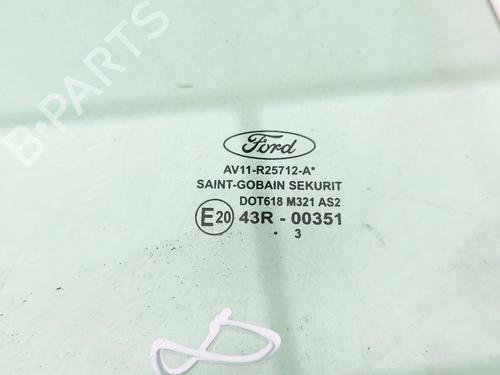 B-PARTS
Ford
AV11-R25712-A*
SAINT-GOBAIN SEKURIT
DOT618 M321 AS2
E20 43R - 00351
. 3